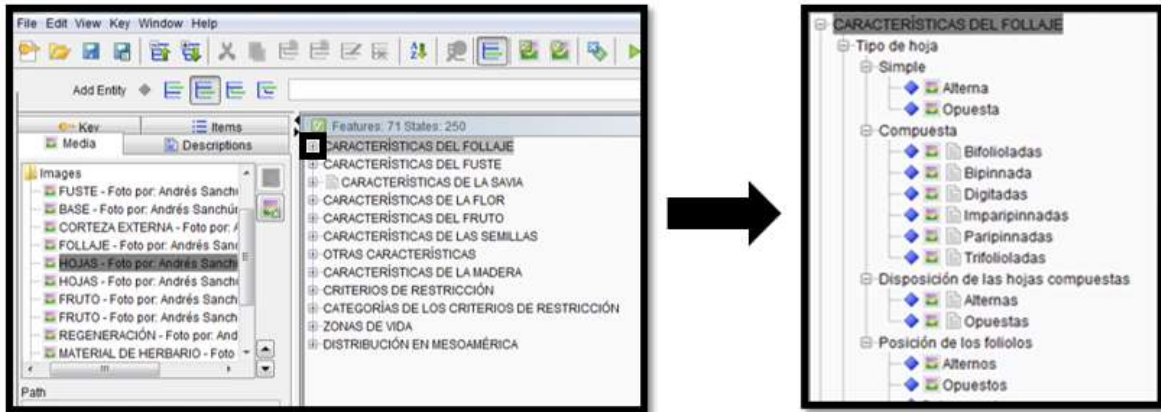 File Edit View Key Window Help
Add Entity
Key Items
Media Descriptions
Images
FUSTE - Foto por: Andrés Sanchú
BASE - Foto por: Andrés Sanchún
CORTEZA EXTERNA - Foto por: A
FOLLAJE - Foto por: Andrés Sanc
HOJAS - Foto por: Andrés Sanch
HOJAS - Foto por: Andrés Sanch
FRUTO - Foto por: Andrés Sanch
FRUTO - Foto por: Andrés Sanch
REGENERACIÓN - Foto por: And
MATERIAL DE HERBARIO - Foto
Path
Features: 71 States: 250
CARACTERÍSTICAS DEL FOLLAJE
CARACTERÍSTICAS DEL FUSTE
CARACTERÍSTICAS DE LA SAVIA
CARACTERÍSTICAS DE LA FLOR
CARACTERÍSTICAS DEL FRUTO
CARACTERÍSTICAS DE LAS SEMILLAS
OTRAS CARACTERÍSTICAS
CARACTERÍSTICAS DE LA MADERA
CRITERIOS DE RESTRICCIÓN
CATEGORÍAS DE LOS CRITERIOS DE RESTRICCIÓN
ZONAS DE VIDA
DISTRIBUCIÓN EN MESOAMÉRICA
CARACTERÍSTICAS DEL FOLLAJE
Tipo de hoja
Simple
Alterna
Opuesta
Compuesta
Bifolioladas
Bipinnada
Digitadas
Imparipinnadas
Paripinnadas
Trifolioladas
Disposición de las hojas compuestas
Alternas
Opuestas
Posición de los foliolos
Alternos
Opuestos